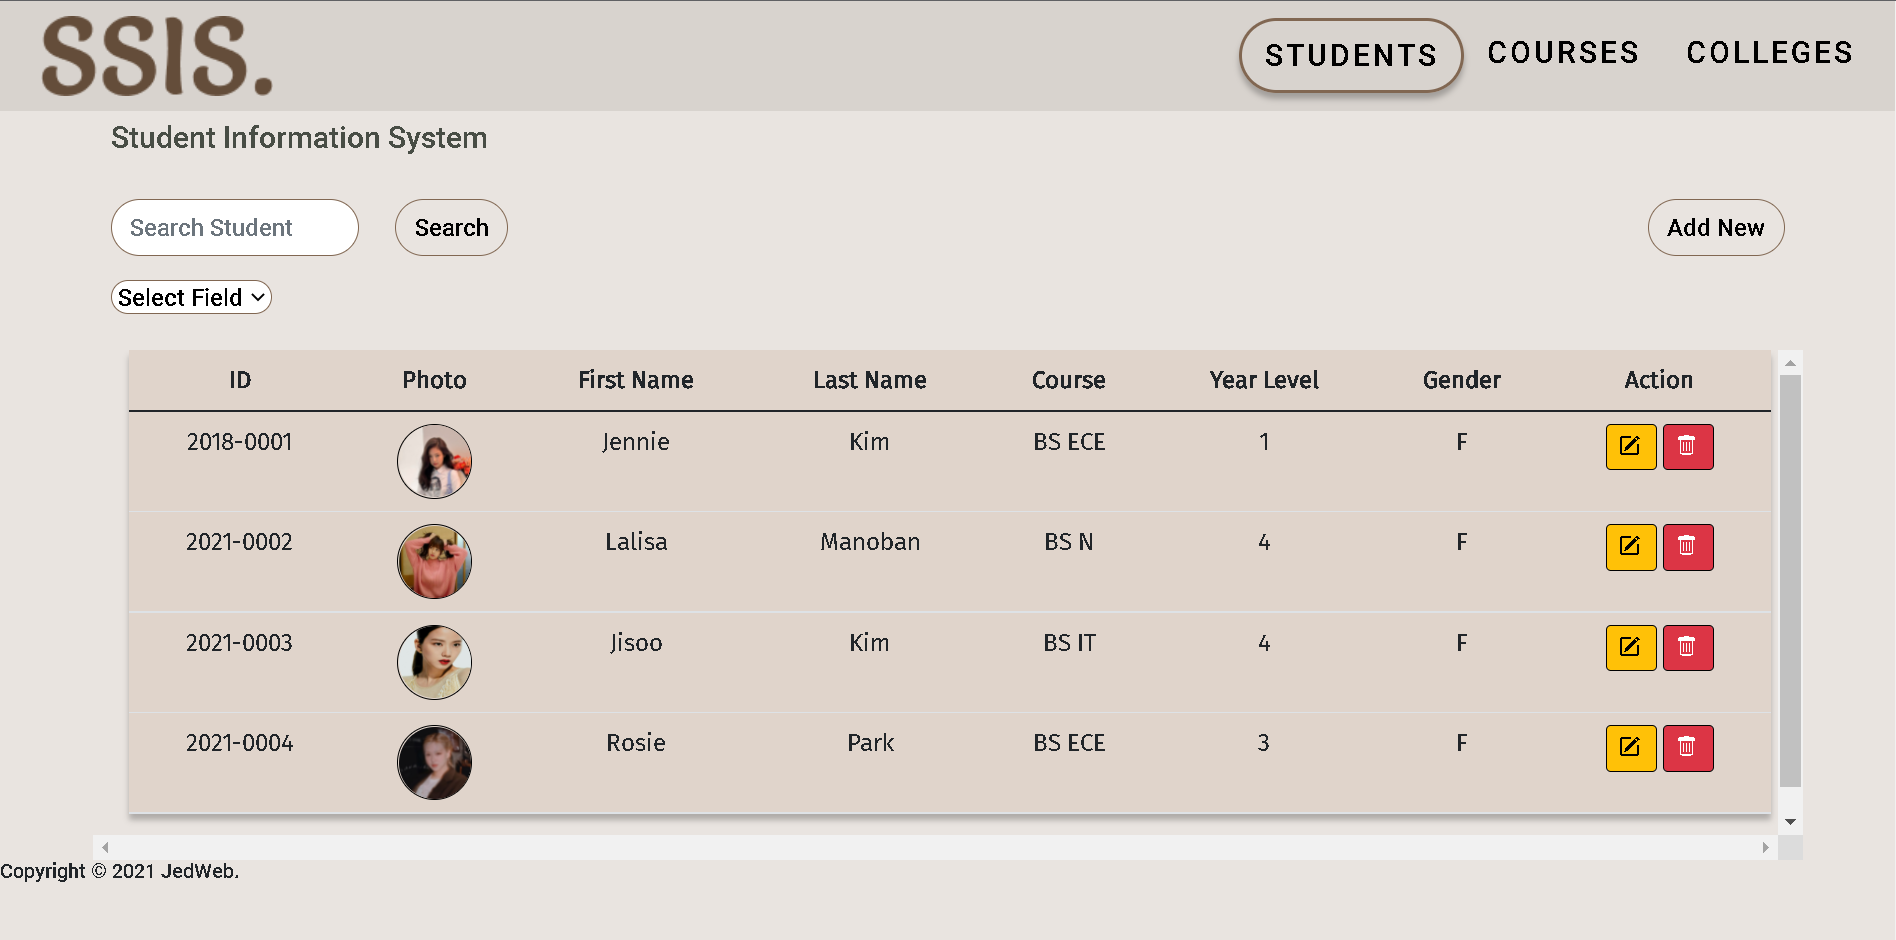 SSIS.
STUDENTS COURSES COLLEGES
Student Information System
Search Student Search Add New
Select Field
ID Photo First Name Last Name Course Year Level Gender Action
2018-0001 Jennie Kim BS ECE 1 F
2021-0002 Lalisa Manoban BS N 4 F
2021-0003 Jisoo Kim BS IT 4 F
2021-0004 Rosie Park BS ECE 3 F
Copyright © 2021 JedWeb.